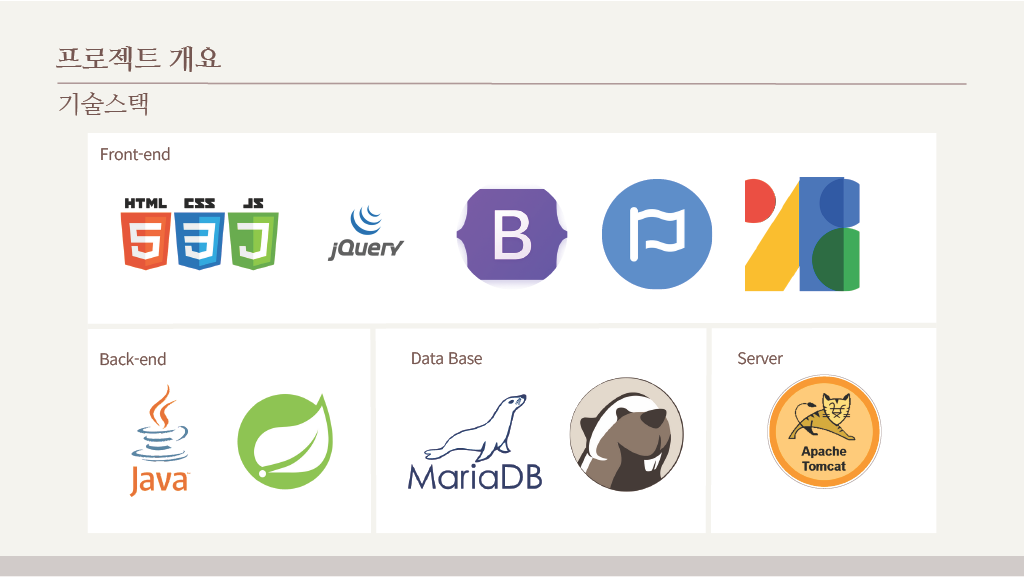 프로젝트 개요
기술스택
Front-end
HTML CSS JS
5 3 J
jQuery
B
Back-end
Data Base
Server
Java
MariaDB
Apache
Tomcat